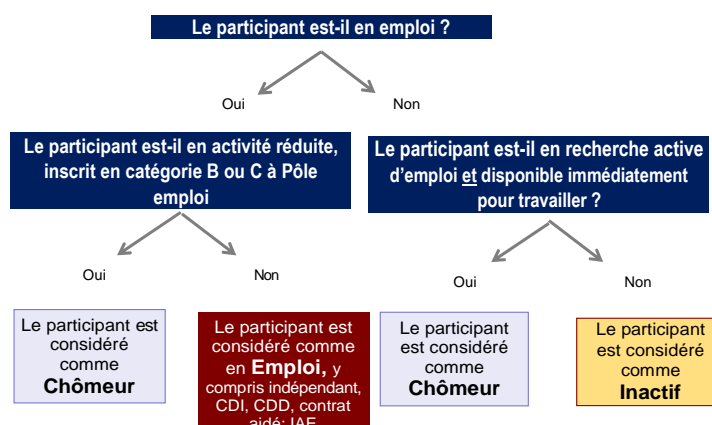 Le participant est-il en emploi ?
Oui
Non
Le participant est-il en activité réduite,
inscrit en catégorie B ou C à Pôle
emploi
Le participant est-il en recherche active
d'emploi et disponible immédiatement
pour travailler ?
Oui
Non
Oui
Non
Le participant est
considéré
comme
Chômeur
Le participant est
considéré comme
en Emploi, y
compris indépendant,
CDI, CDD, contrat
aidé; IAE
Le participant
est considéré
comme
Chômeur
Le participant
est considéré
comme
Inactif